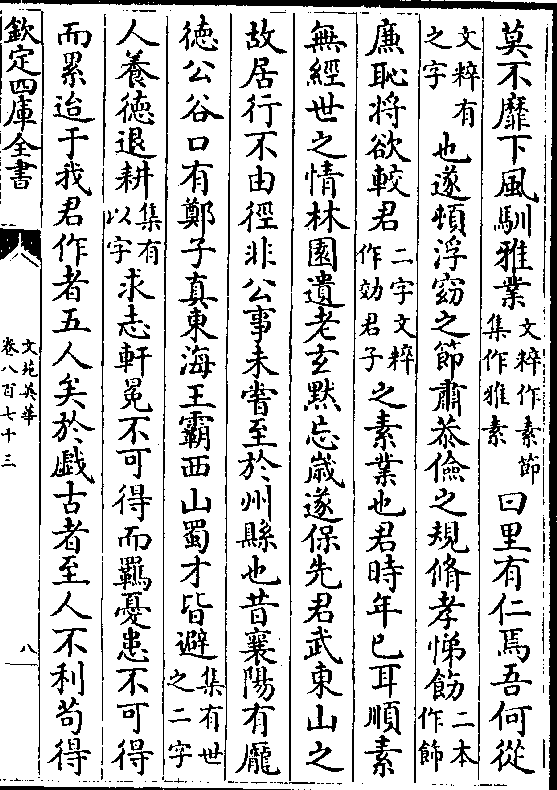 莫不靡下風馴雅業文粹作素節集作雅素曰里有仁焉吾何從
文粹有之字也遂頓浮窈之節肅恭儉之規脩孝悌飭二本作飾
廉恥将欲較君二字文粹作効君子之素業也君時年已耳順素
無經世之情林園遺老玄黙忘歲遂保先君武東山之
故居行不由徑非公事未嘗至於州縣也昔襄陽有龐
徳公谷口有鄭子真東海王霸西山蜀才皆避集有世之二字
人養徳退耕集有以字求志軒冕不可得而羈憂患不可得
而累迨于我君作者五人矣於戯古者至人不利茍得
欽定四庫全書
文苑英華
卷八百七十三
八